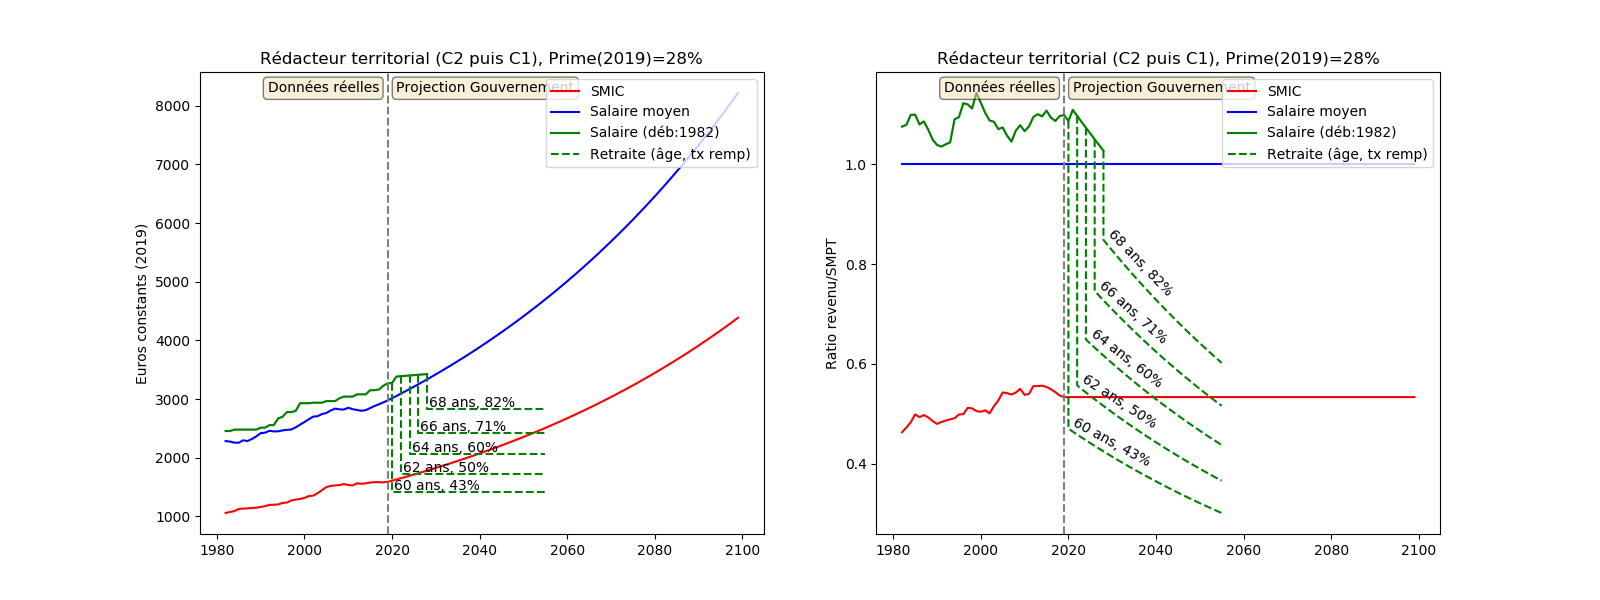 Rédacteur territorial (C2 puis C1), Prime(2019)=28%
Données réelles
Projection Gouvernement
SMIC
Salaire moyen
Salaire (déb:1982)
Retraite (âge, tx remp)
Euros constants (2019)
8000
7000
6000
5000
4000
3000
2000
1000
68 ans, 82%
66 ans, 71%
64 ans, 60%
62 ans, 50%
60 ans, 43%
1980 2000 2020 2040 2060 2080 2100
Rédacteur territorial (C2 puis C1), Prime(2019)=28%
Données réelles
Projection Gouvernement
SMIC
Salaire moyen
Salaire (déb:1982)
Retraite (âge, tx remp)
Ratio revenu/SMPT
1.0
0.8
0.6
0.4
68 ans, 82%
66 ans, 71%
64 ans, 60%
62 ans, 50%
60 ans, 43%
1980 2000 2020 2040 2060 2080 2100